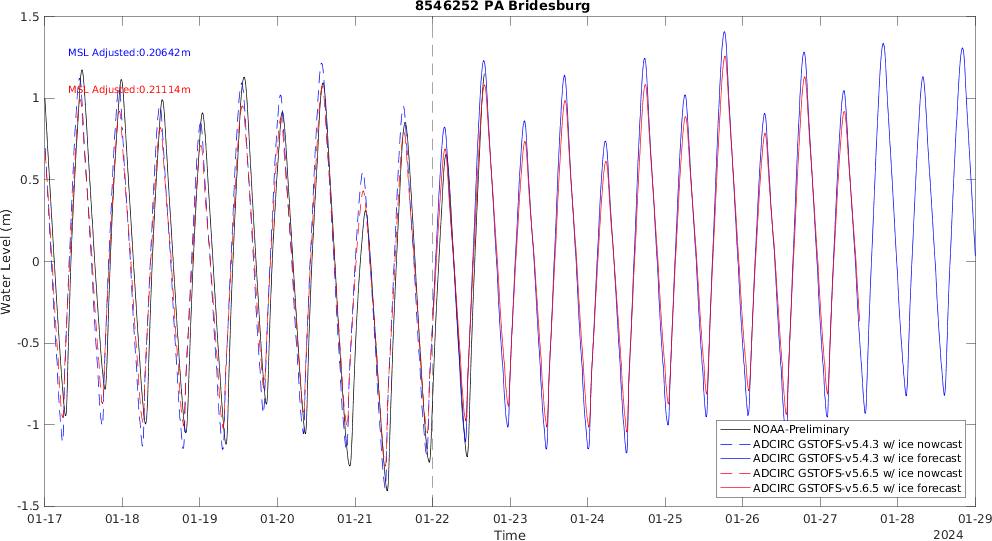 8546252 PA Bridesburg
MSL Adjusted:0.20642m
MSL Adjusted:0.21114m
Water Level (m)
1.5
1
0.5
0
-0.5
-1
-1.5
NOAA-Preliminary
ADCIRC GSTOFS-v5.4.3 w/ ice nowcast
ADCIRC GSTOFS-v5.4.3 w/ ice forecast
ADCIRC GSTOFS-v5.6.5 w/ ice nowcast
ADCIRC GSTOFS-v5.6.5 w/ ice forecast
01-17 01-18 01-19 01-20 01-21 01-22 01-23 01-24 01-25 01-26 01-27 01-28 01-29
Time
2024